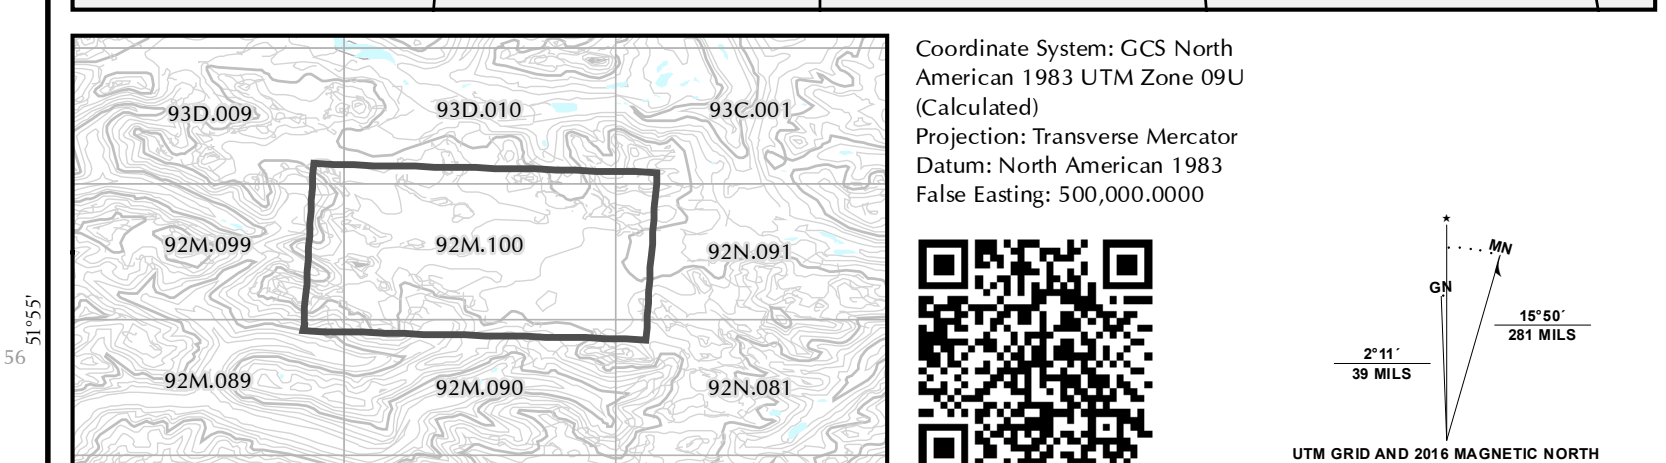 93D.009
93D.010
93C.001
92M.099
92M.100
92N.091
92M.089
92M.090
92N.081
51°55'
56
Coordinate System: GCS North
American 1983 UTM Zone 09U
(Calculated)
Projection: Transverse Mercator
Datum: North American 1983
False Easting: 500,000.0000
MN
GN
15°50´
281 MILS
2°11´
39 MILS
UTM GRID AND 2016 MAGNETIC NORTH